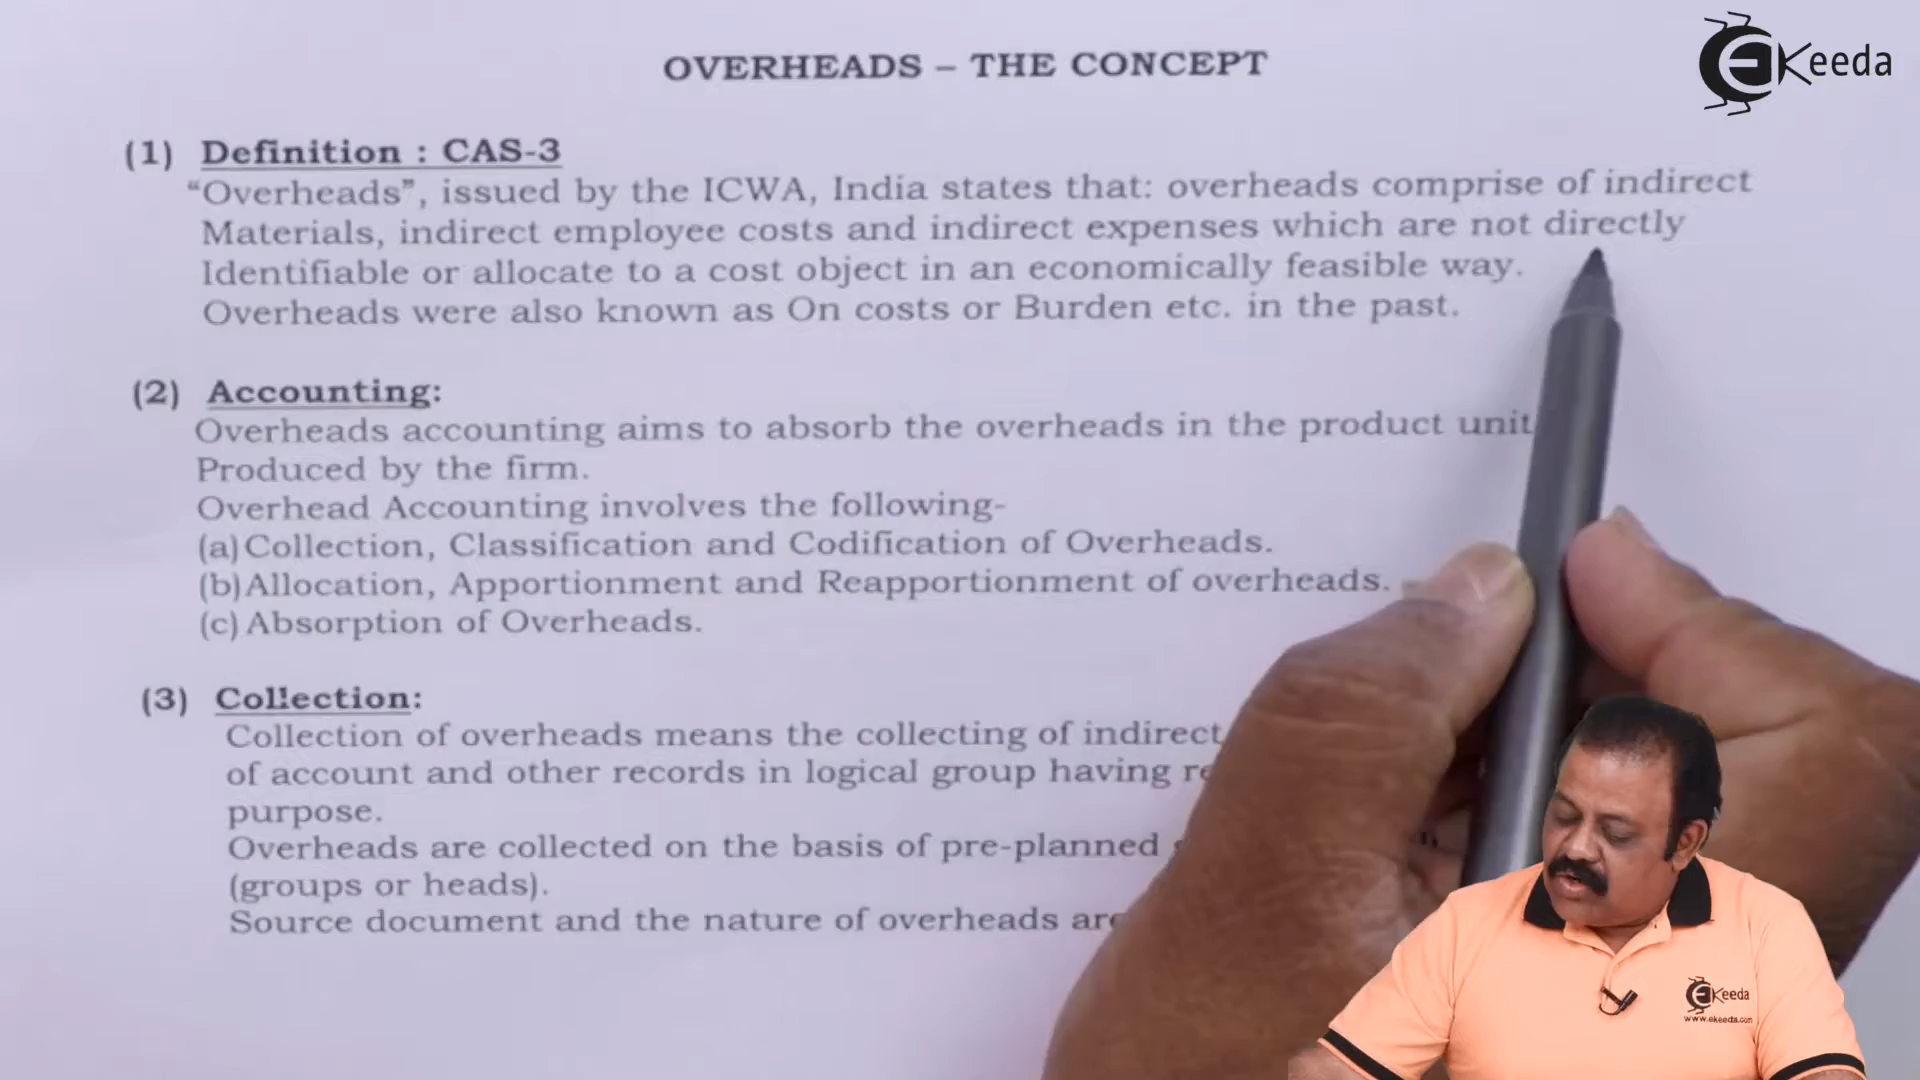 OVERHEADS – THE CONCEPT
Keeda
(1) Definition : CAS-3
“Overheads”, issued by the ICWA, India states that: overheads comprise of indirect
Materials, indirect employee costs and indirect expenses which are not directly
Identifiable or allocate to a cost object in an economically feasible way.
Overheads were also known as On costs or Burden etc. in the past.
(2) Accounting:
Overheads accounting aims to absorb the overheads in the product unit
Produced by the firm.
Overhead Accounting involves the following-
(a) Collection, Classification and Codification of Overheads.
(b) Allocation, Apportionment and Reapportionment of overheads.
(c) Absorption of Overheads.
(3) Collection:
Collection of overheads means the collecting of indirect
of account and other records in logical group having
purpose.
Overheads are collected on the basis of pre-planned
(groups or heads).
Source document and the nature of overheads are
Keeda
www.ekeeda.com